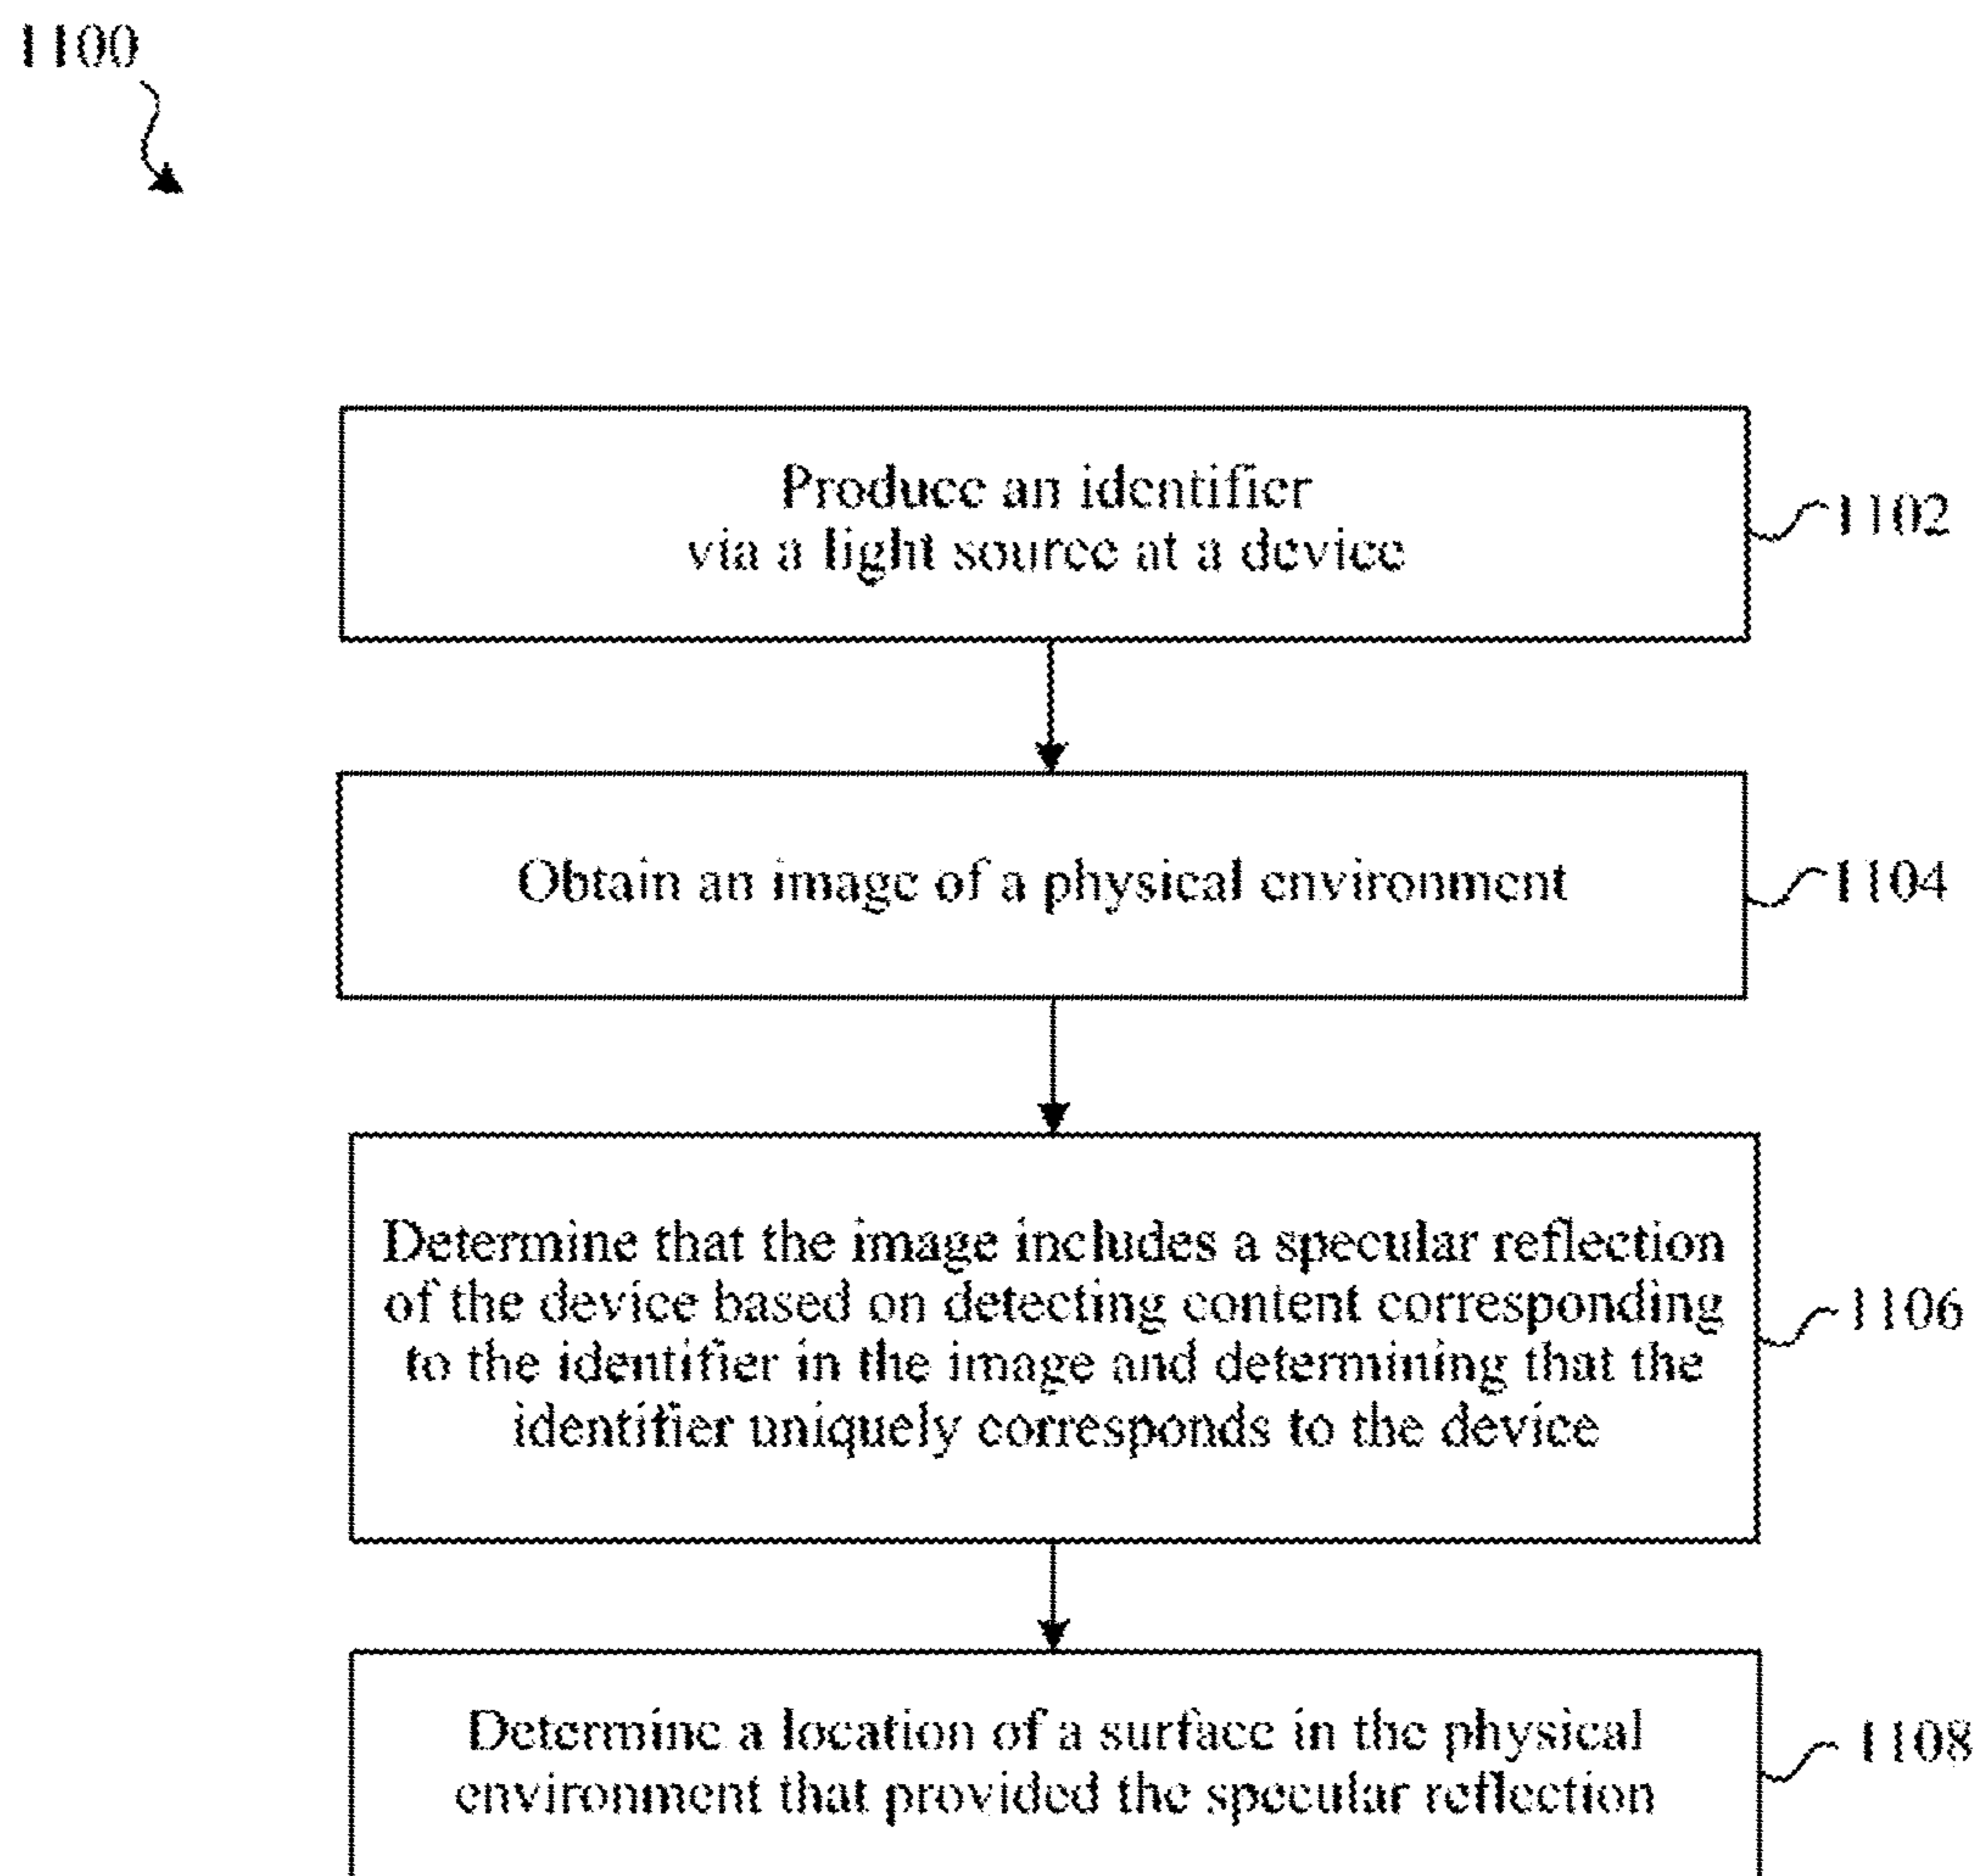 1100
Produce an identifier
via a light source at a device
1102
Obtain an image of a physical environment
1104
Determine that the image includes a specular reflection
of the device based on detecting content corresponding
to the identifier in the image and determining that the
identifier uniquely corresponds to the device
1106
Determine a location of a surface in the physical
environment that provided the specular reflection
1108